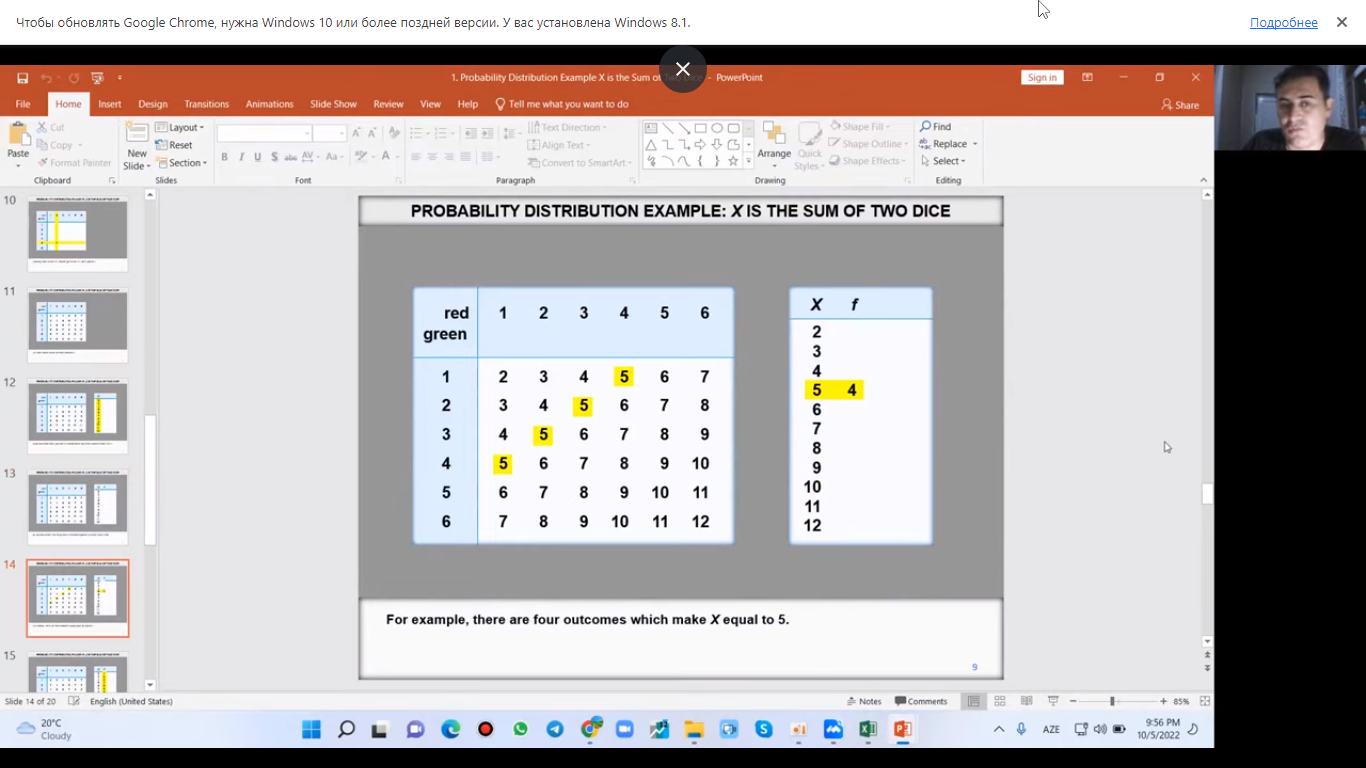 Чтобы обновлять Google Chrome, нужна Windows 10 или более поздней версии. У вас установлена Windows 8.1. Подробнее
1. Probability Distribution Example X is the Sum of Two Dice - PowerPoint Sign in
File Home Insert Design Transitions Animations Slide Show Review View Help Tell me what you want to do Share
Paste Cut Copy Format Painter
Clipboard
New Slide Layout Reset Section
Slides
B I U S abc AV Aa A
Font
Text Direction Align Text Convert to SmartArt
Paragraph
Arrange Quick Styles Shape Fill Shape Outline Shape Effects
Drawing
Find Replace Select
Editing
10
11
12
13
14
15
PROBABILITY DISTRIBUTION EXAMPLE: X IS THE SUM OF TWO DICE
red 1 2 3 4 5 6
green
1 2 3 4 5 6 7
2 3 4 5 6 7 8
3 4 5 6 7 8 9
4 5 6 7 8 9 10
5 6 7 8 9 10 11
6 7 8 9 10 11 12
X f
2
3
4
5 4
6
7
8
9
10
11
12
For example, there are four outcomes which make X equal to 5.
9
Slide 14 of 20 English (United States) Notes Comments 85%
20°C
Cloudy
AZE
9:56 PM
10/5/2022